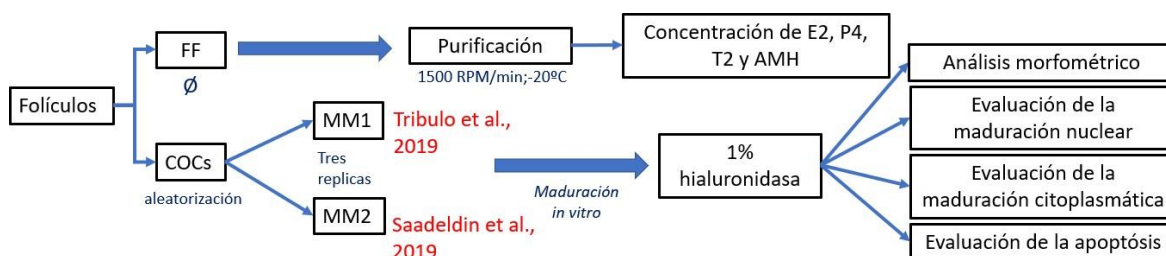 Folículos
FF
Ø
Purificación
1500 RPM/min;-20ºC
Concentración de E2, P4,
T2 y AMH
COCs
aleatorización
MM1
Tribulo et al.,
2019
Tres
replicas
MM2
Saadeldin et al.,
2019
Maduración
in vitro
1%
hialuronidasa
Análisis morfométrico
Evaluación de la
maduración nuclear
Evaluación de la
maduración citoplasmática
Evaluación de la apoptósis